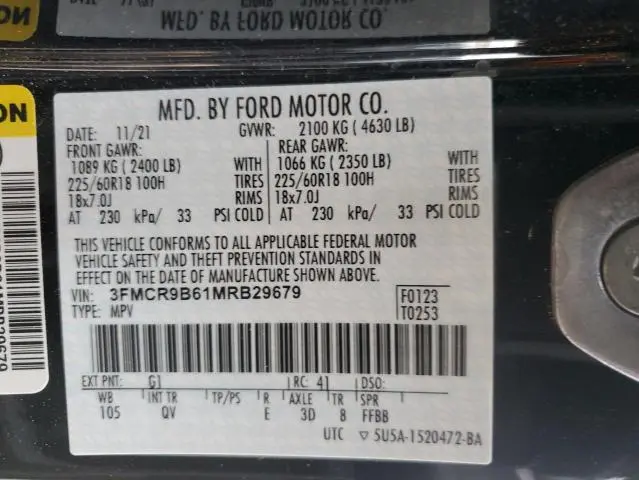 MFD. BY FORD MOTOR CO.
MFD. BY FORD MOTOR CO.
DATE: 11/21 GVWR: 2100 KG ( 4630 LB)
FRONT GAWR: REAR GAWR:
1089 KG ( 2400 LB) WITH 1066 KG ( 2350 LB) WITH
225/60R18 100H TIRES 225/60R18 100H TIRES
18x7.0J RIMS 18x7.0J RIMS
AT 230 kPa/ 33 PSI COLD AT 230 kPa/ 33 PSI COLD
THIS VEHICLE CONFORMS TO ALL APPLICABLE FEDERAL MOTOR
VEHICLE SAFETY AND THEFT PREVENTION STANDARDS IN
EFFECT ON THE DATE OF MANUFACTURE SHOWN ABOVE.
VIN: 3FMCR9B61MRB29679 F0123
TYPE: MPV T0253
EXT PNT: G1 RC: 41 DSO:
WB INT TR TP/PS R AXLE TR SPR
105 QV E 3D 8 FFBB
UTC ▽ 5U5A-1520472-BA